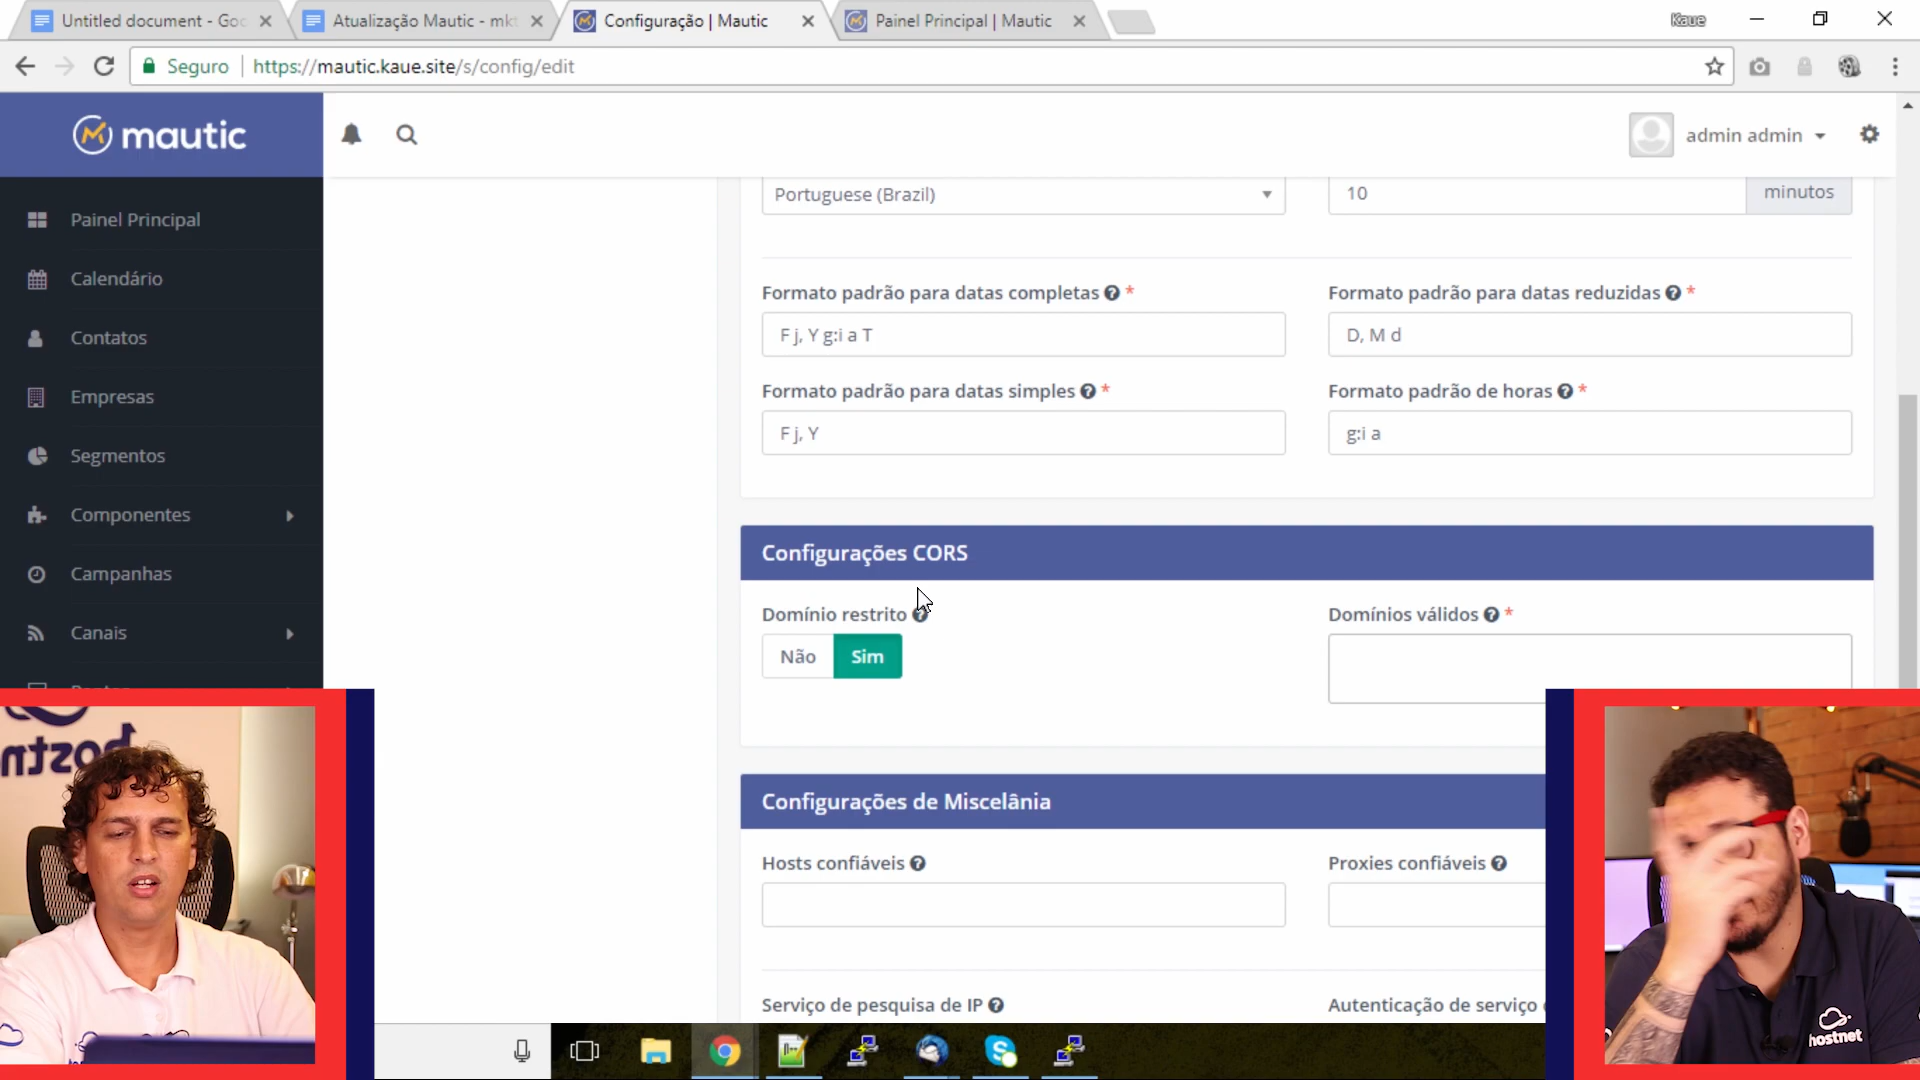 Untitled document - Goo
Atualização Mautic - mkt
Configuração | Mautic
Painel Principal | Mautic
Kaue
Seguro
https://mautic.kaue.site/s/config/edit
mautic
admin admin
Painel Principal
Calendário
Contatos
Empresas
Segmentos
Componentes
Campanhas
Canais
Portuguese (Brazil)
10
minutos
Formato padrão para datas completas *
Formato padrão para datas reduzidas *
F j, Y g:i a T
D, M d
Formato padrão para datas simples *
Formato padrão de horas *
F j, Y
g:i a
Configurações CORS
Domínio restrito
Domínios válidos *
Não
Sim
Configurações de Miscelânia
Hosts confiáveis
Proxies confiáveis
Serviço de pesquisa de IP
Autenticação de serviço
hostnet
hostnet